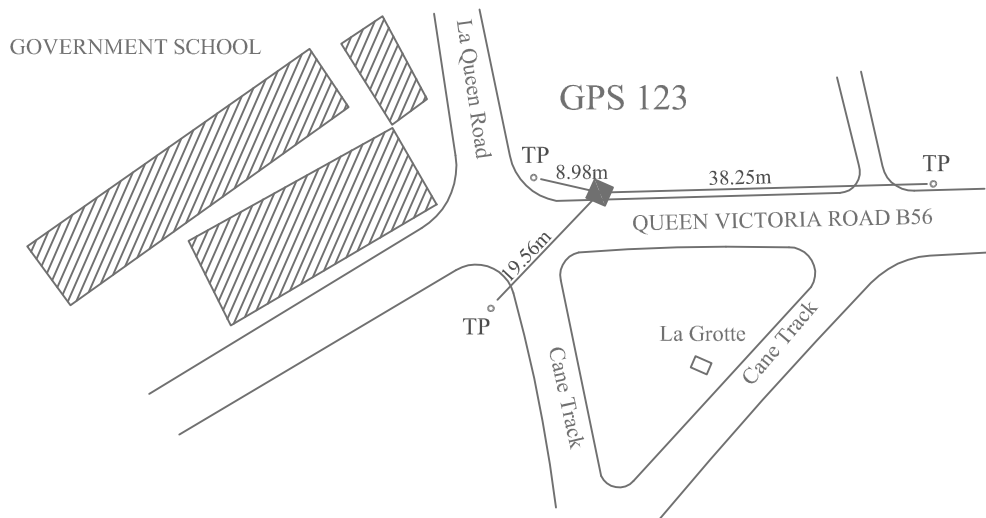 GOVERNMENT SCHOOL
La Queen Road
GPS 123
TP
8.98m
38.25m
TP
QUEEN VICTORIA ROAD B56
19.56m
TP
La Grotte
Cane Track
Cane Track